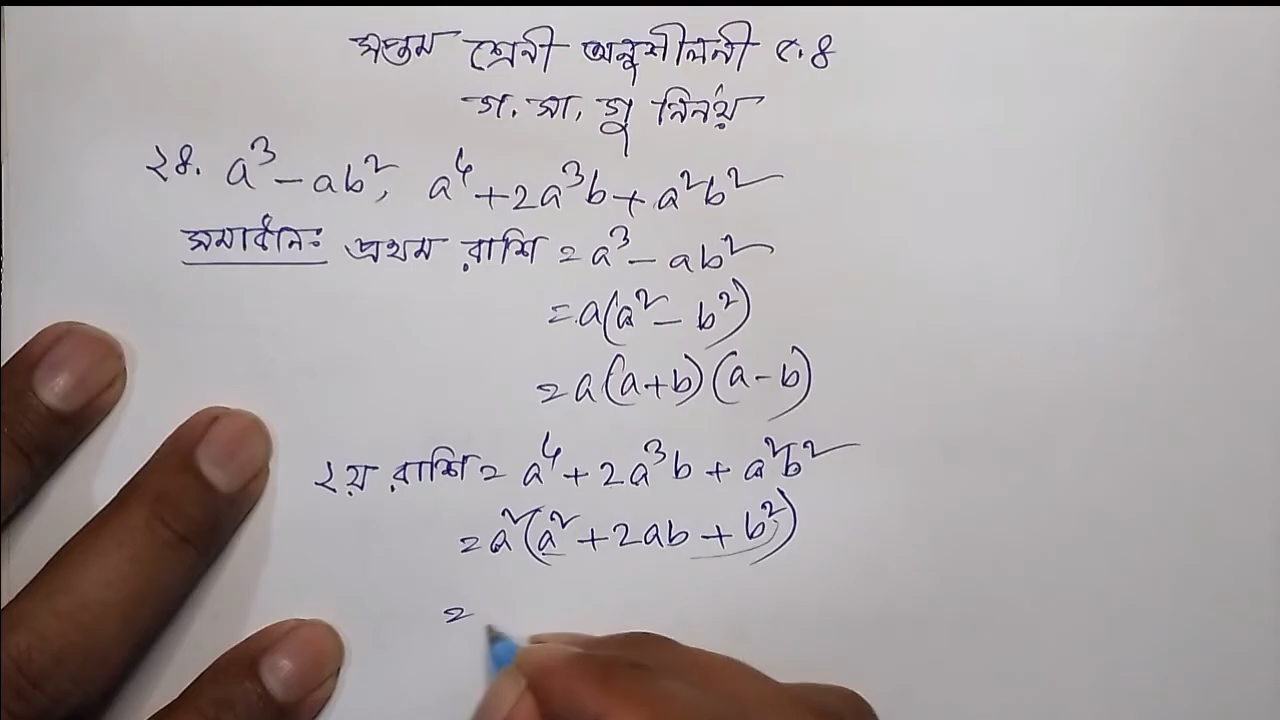 সপ্তম শ্রেনী অনুশীলনী ৫.৪
গ. সা. গু নির্নয়
২৪. a³ - ab², a⁴ + 2a³b + a²b²
সমাধানঃ প্রথম রাশি = a³ - ab²
= a(a² - b²)
= a(a+b)(a-b)
২য় রাশি = a⁴ + 2a³b + a²b²
= a²(a² + 2ab + b²)
=